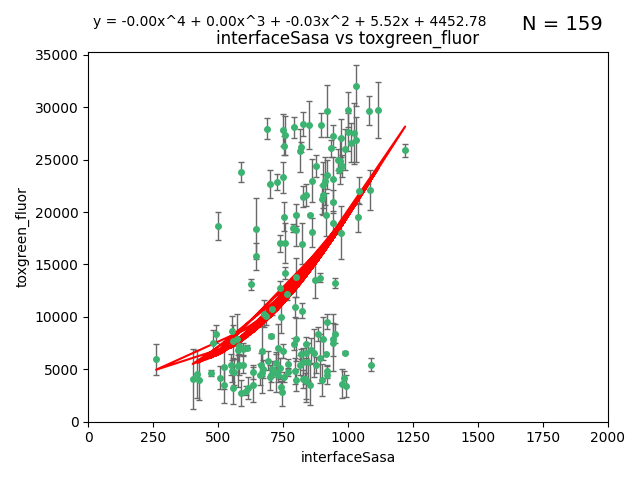 y = -0.00x^4 + 0.00x^3 + -0.03x^2 + 5.52x + 4452.78
N = 159
interfaceSasa vs toxgreen_fluor
35000
30000
25000
20000
15000
10000
5000
0
toxgreen_fluor
0 250 500 750 1000 1250 1500 1750 2000
interfaceSasa